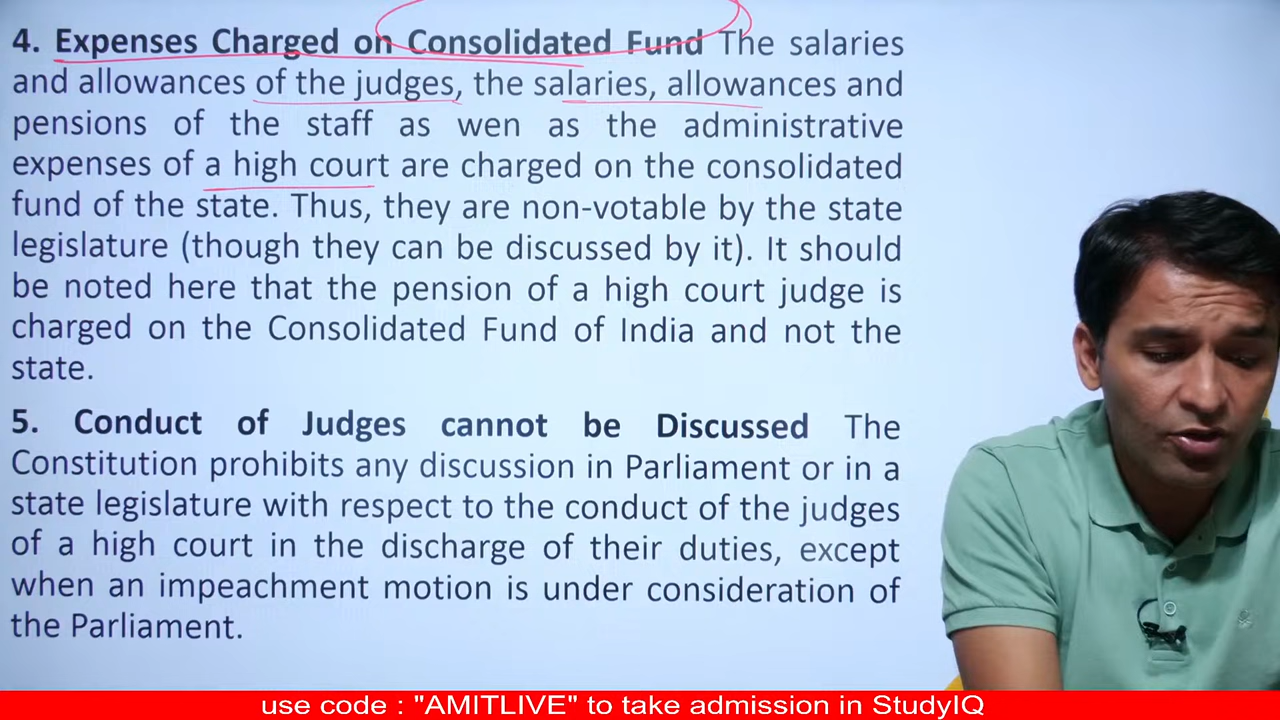 4. Expenses Charged on Consolidated Fund The salaries
and allowances of the judges, the salaries, allowances and
pensions of the staff as wen as the administrative
expenses of a high court are charged on the consolidated
fund of the state. Thus, they are non-votable by the state
legislature (though they can be discussed by it). It should
be noted here that the pension of a high court judge is
charged on the Consolidated Fund of India and not the
state.
5. Conduct of Judges cannot be Discussed The
Constitution prohibits any discussion in Parliament or in a
state legislature with respect to the conduct of the judges
of a high court in the discharge of their duties, except
when an impeachment motion is under consideration of
the Parliament.
use code : "AMITLIVE" to take admission in StudyIQ